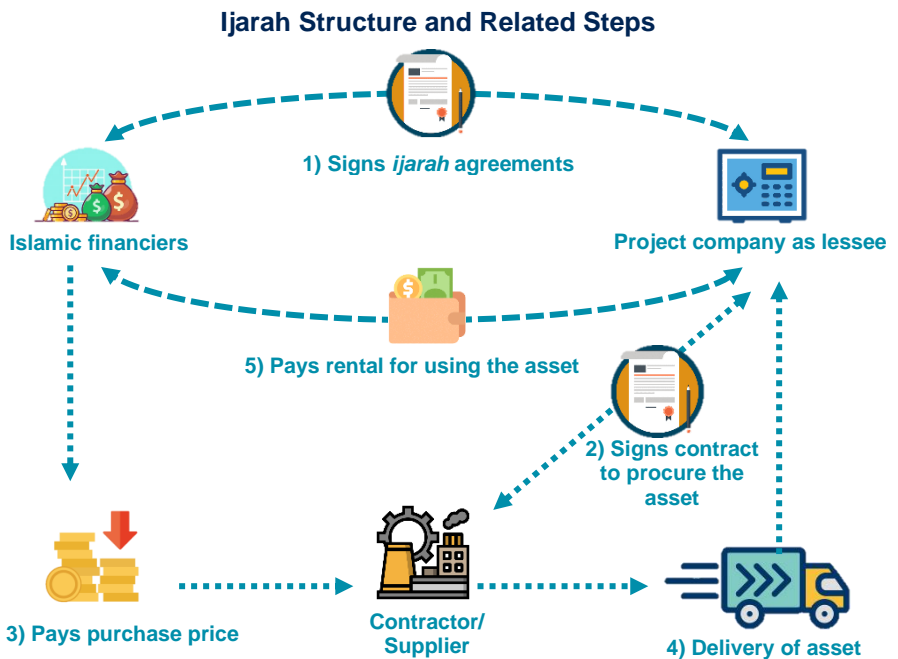 Ijarah Structure and Related Steps
1) Signs ijarah agreements
Islamic financiers
Project company as lessee
5) Pays rental for using the asset
2) Signs contract
to procure the
asset
3) Pays purchase price
Contractor/
Supplier
4) Delivery of asset